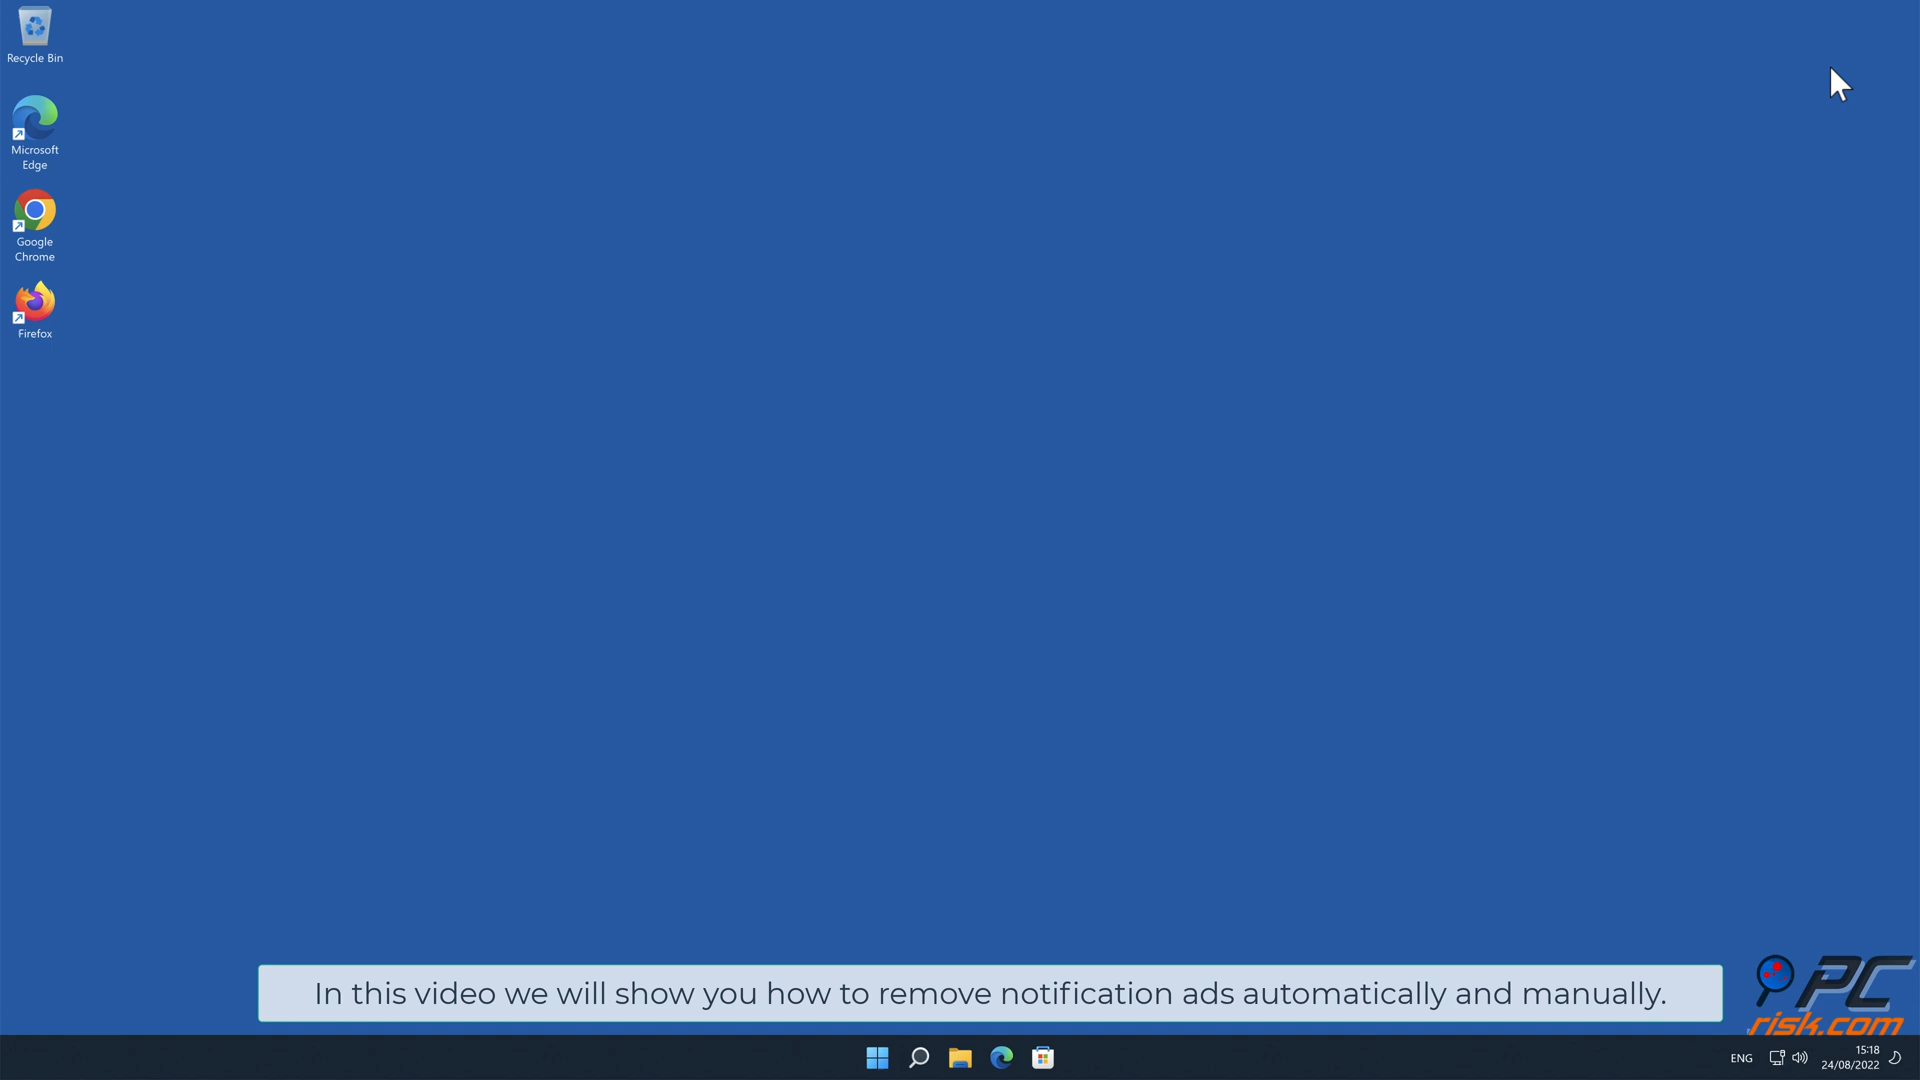 Recycle Bin
Microsoft
Edge
Google
Chrome
Firefox
In this video we will show you how to remove notification ads automatically and manually.
PC
risk.com
ENG
15:18
24/08/2022